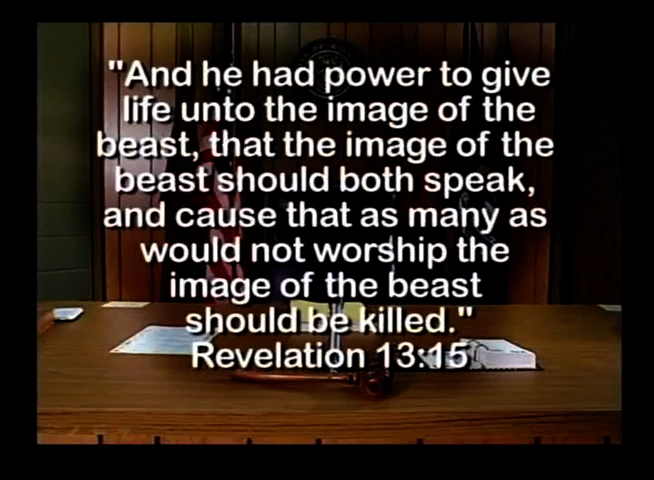 "And he had power to give
life unto the image of the
beast, that the image of the
beast should both speak,
and cause that as many as
would not worship the
image of the beast
should be killed."
Revelation 13:15